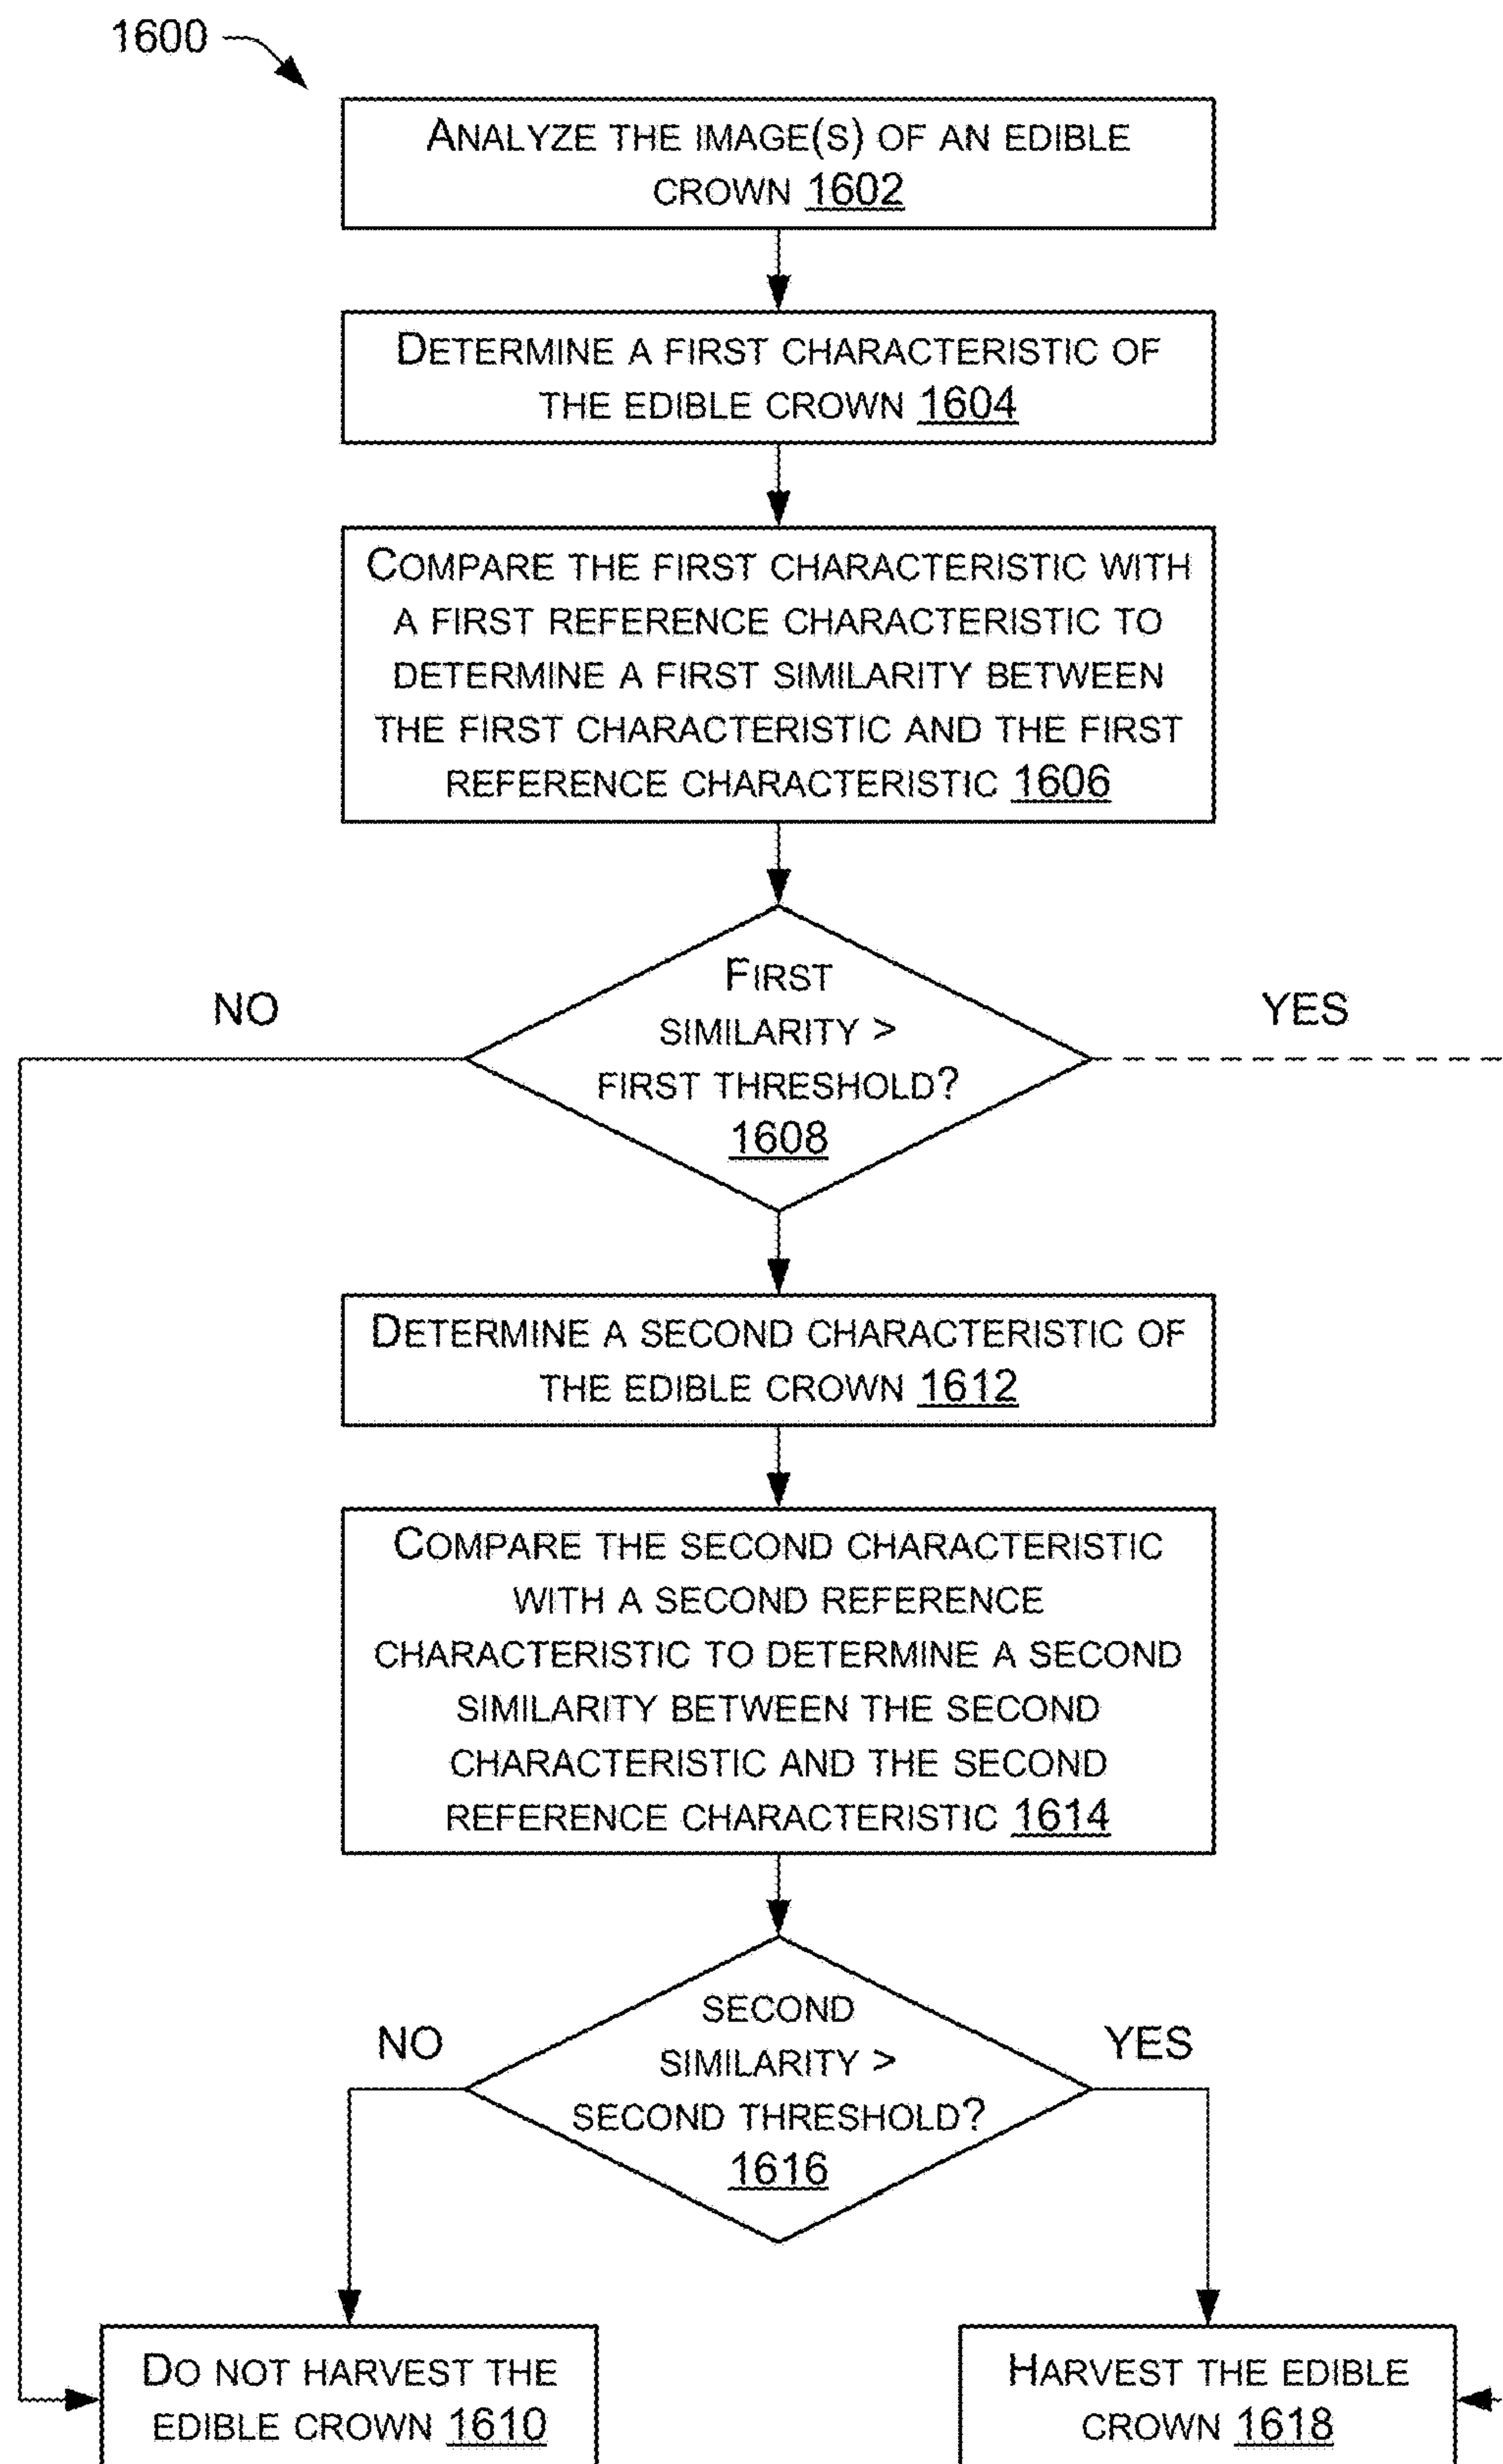 1600
ANALYZE THE IMAGE(S) OF AN EDIBLE
CROWN 1602
DETERMINE A FIRST CHARACTERISTIC OF
THE EDIBLE CROWN 1604
COMPARE THE FIRST CHARACTERISTIC WITH
A FIRST REFERENCE CHARACTERISTIC TO
DETERMINE A FIRST SIMILARITY BETWEEN
THE FIRST CHARACTERISTIC AND THE FIRST
REFERENCE CHARACTERISTIC 1606
NO
YES
FIRST
SIMILARITY >
FIRST THRESHOLD?
1608
DETERMINE A SECOND CHARACTERISTIC OF
THE EDIBLE CROWN 1612
COMPARE THE SECOND CHARACTERISTIC
WITH A SECOND REFERENCE
CHARACTERISTIC TO DETERMINE A SECOND
SIMILARITY BETWEEN THE SECOND
CHARACTERISTIC AND THE SECOND
REFERENCE CHARACTERISTIC 1614
NO
YES
SECOND
SIMILARITY >
SECOND THRESHOLD?
1616
DO NOT HARVEST THE
EDIBLE CROWN 1610
HARVEST THE EDIBLE
CROWN 1618